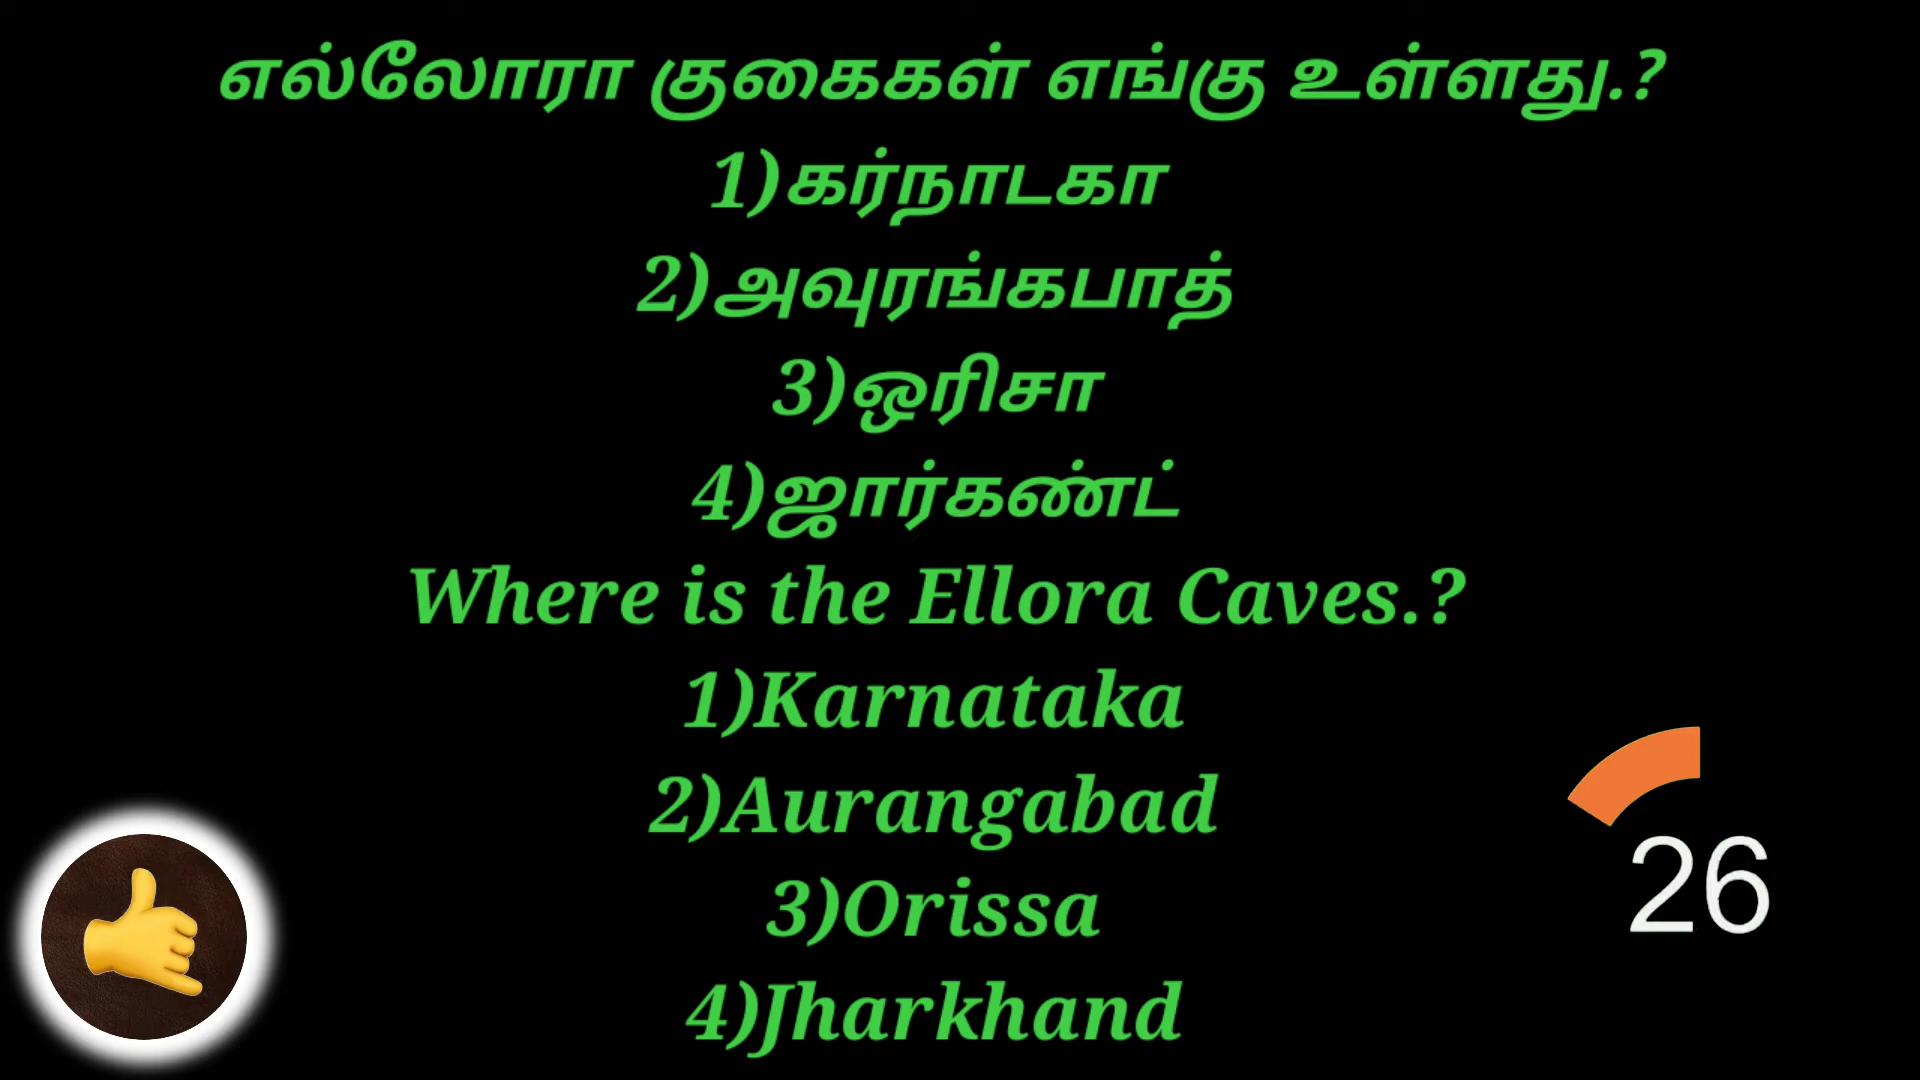 எல்லோரா குகைகள் எங்கு உள்ளது.?
1)கர்நாடகா
2)அவுரங்கபாத்
3)ஒரிசா
4)ஜார்கண்ட்
Where is the Ellora Caves.?
1)Karnataka
2)Aurangabad
3)Orissa
4)Jharkhand
26